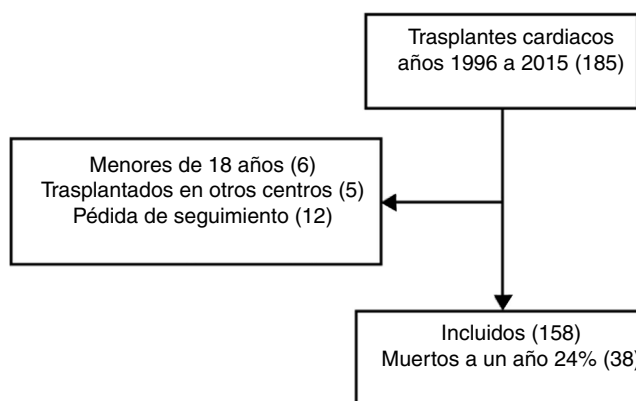 Trasplantes cardiacos
años 1996 a 2015 (185)
Menores de 18 años (6)
Trasplantados en otros centros (5)
Pédida de seguimiento (12)
Incluidos (158)
Muertos a un año 24% (38)